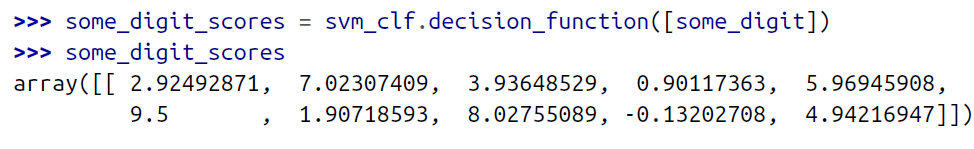 >>> some_digit_scores = svm_clf.decision_function([some_digit])
>>> some_digit_scores
array([[ 2.92492871,  7.02307409,  3.93648529,  0.90117363,  5.96945908,
         9.5       ,  1.90718593,  8.02755089, -0.13202708,  4.94216947]])